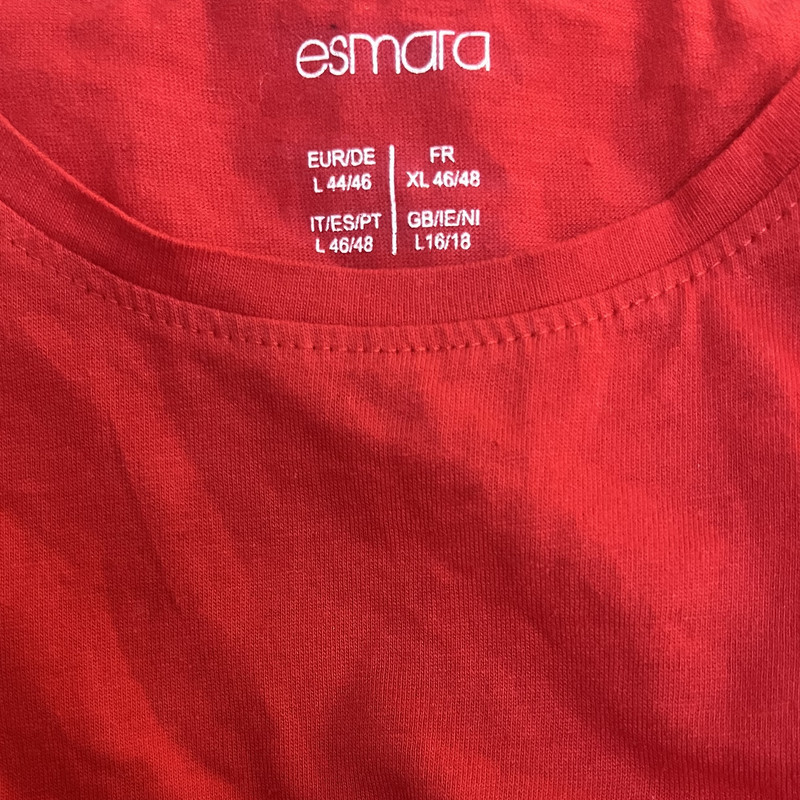 esmara
EUR/DE
L 44/46
FR
XL 46/48
IT/ES/PT
L 46/48
GB/IE/NI
L16/18